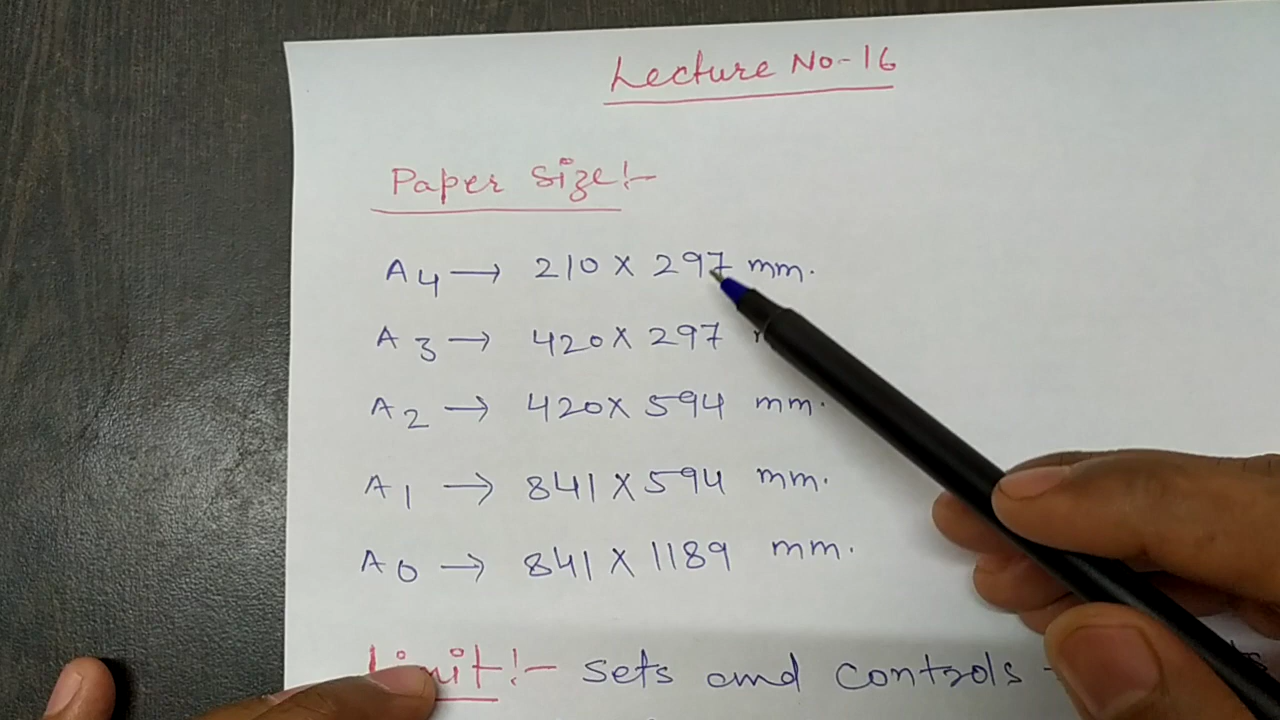 Lecture No-16
Paper Size:-
A4 → 210 X 297 mm.
A3 → 420 X 297
A2 → 420 X 594 mm.
A1 → 841 X 594 mm.
A0 → 841 X 1189 mm.
Limit:- sets and controls